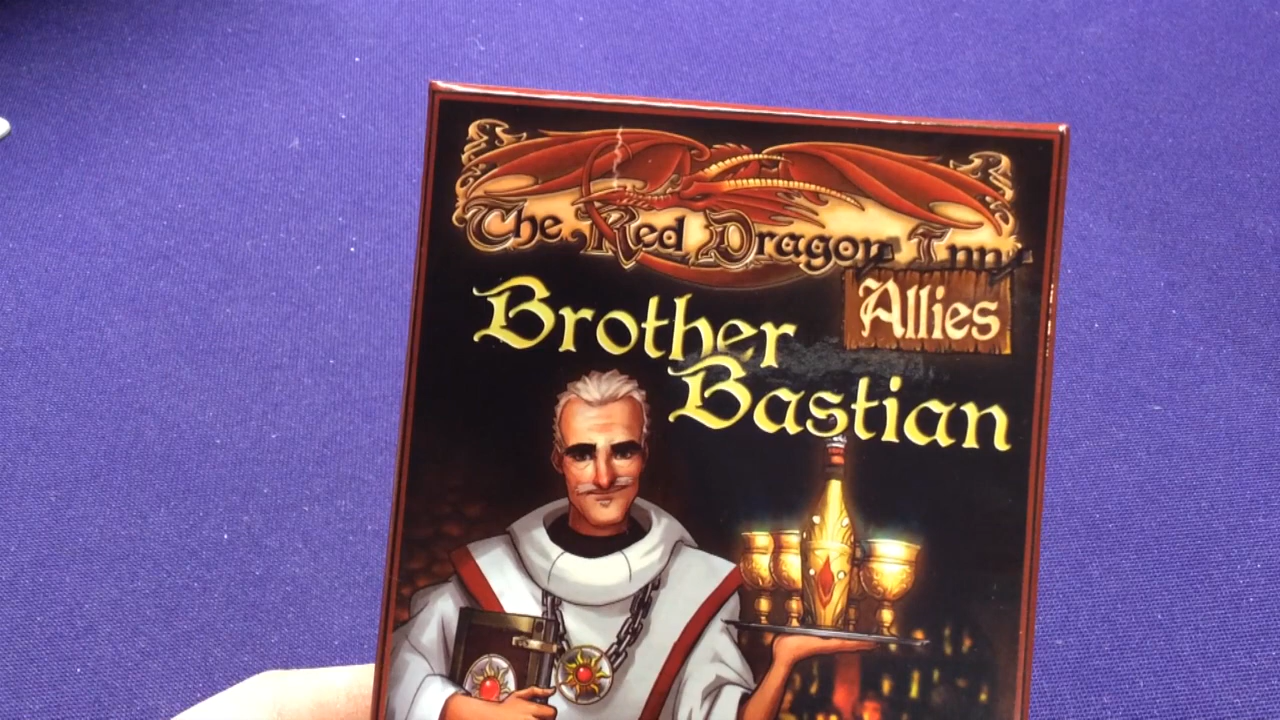 The Red Dragon Inn
Allies
Brother
Bastian